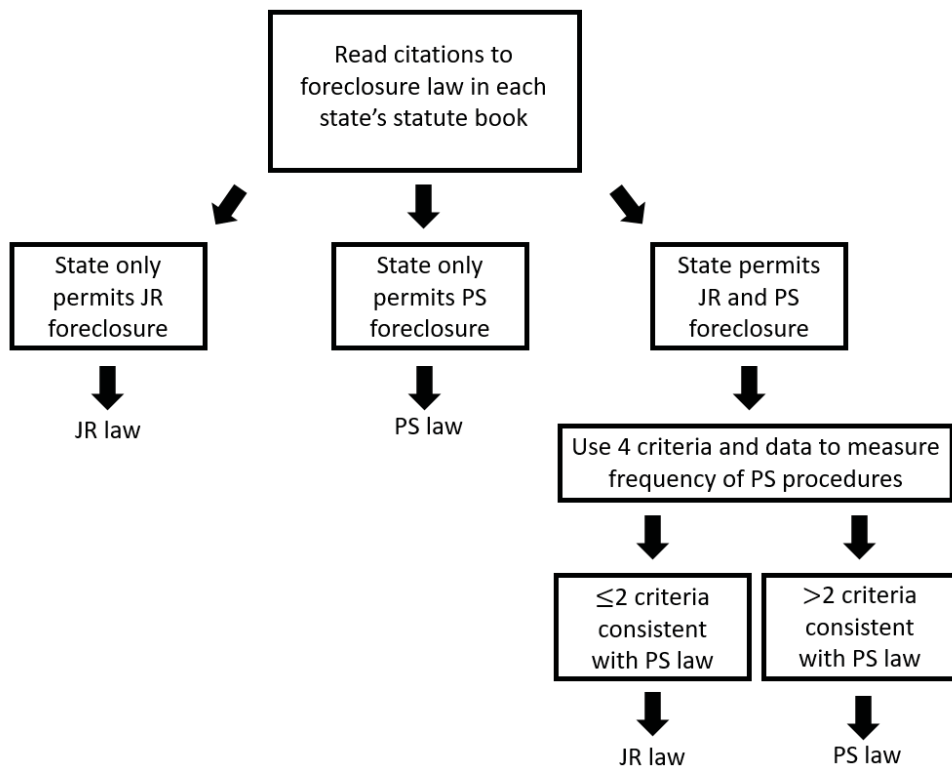 Read citations to
foreclosure law in each
state's statute book
State only
permits JR
foreclosure
State only
permits PS
foreclosure
State permits
JR and PS
foreclosure
JR law
PS law
Use 4 criteria and data to measure
frequency of PS procedures
≤2 criteria
consistent
with PS law
>2 criteria
consistent
with PS law
JR law
PS law